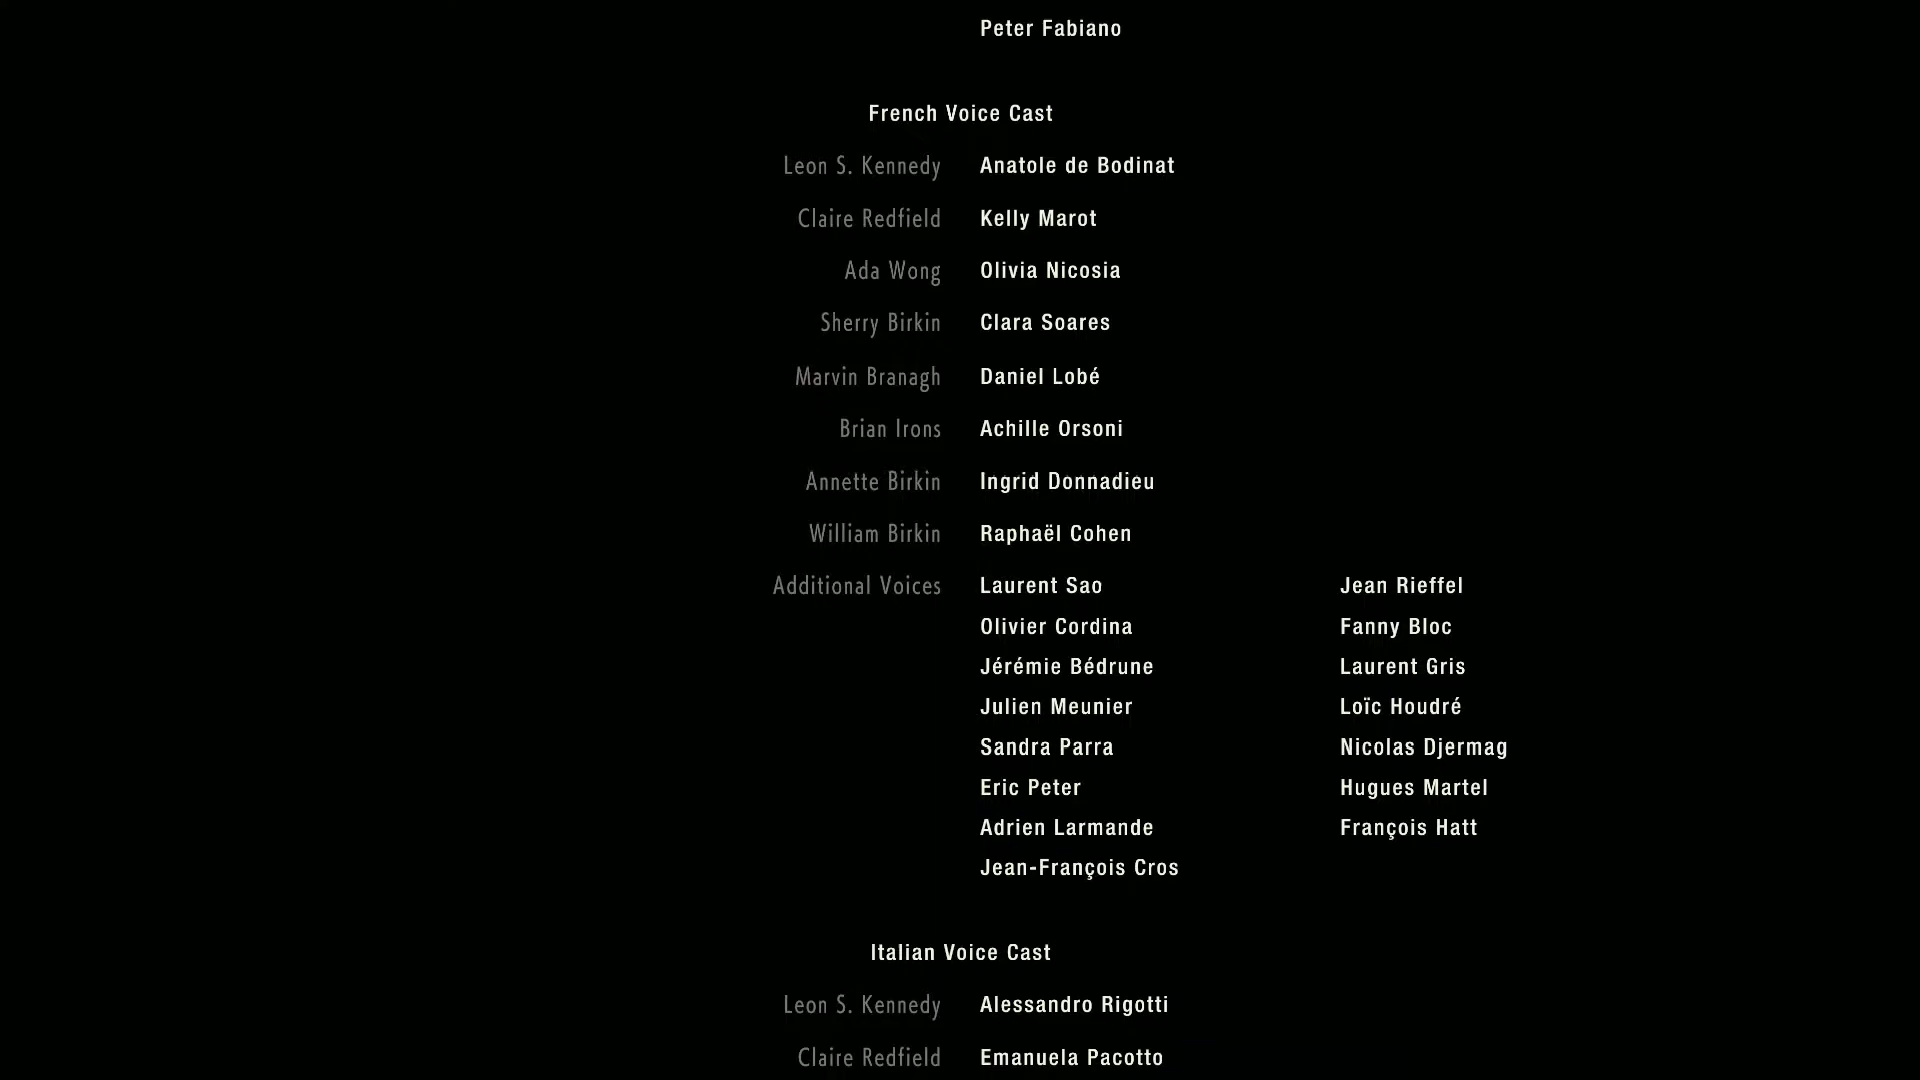 Peter Fabiano
French Voice Cast
Leon S. Kennedy Anatole de Bodinat
Claire Redfield Kelly Marot
Ada Wong Olivia Nicosia
Sherry Birkin Clara Soares
Marvin Branagh Daniel Lobé
Brian Irons Achille Orsoni
Annette Birkin Ingrid Donnadieu
William Birkin Raphaël Cohen
Additional Voices Laurent Sao Jean Rieffel
Olivier Cordina Fanny Bloc
Jérémie Bédrune Laurent Gris
Julien Meunier Loïc Houdré
Sandra Parra Nicolas Djermag
Eric Peter Hugues Martel
Adrien Larmande François Hatt
Jean-François Cros
Italian Voice Cast
Leon S. Kennedy Alessandro Rigotti
Claire Redfield Emanuela Pacotto